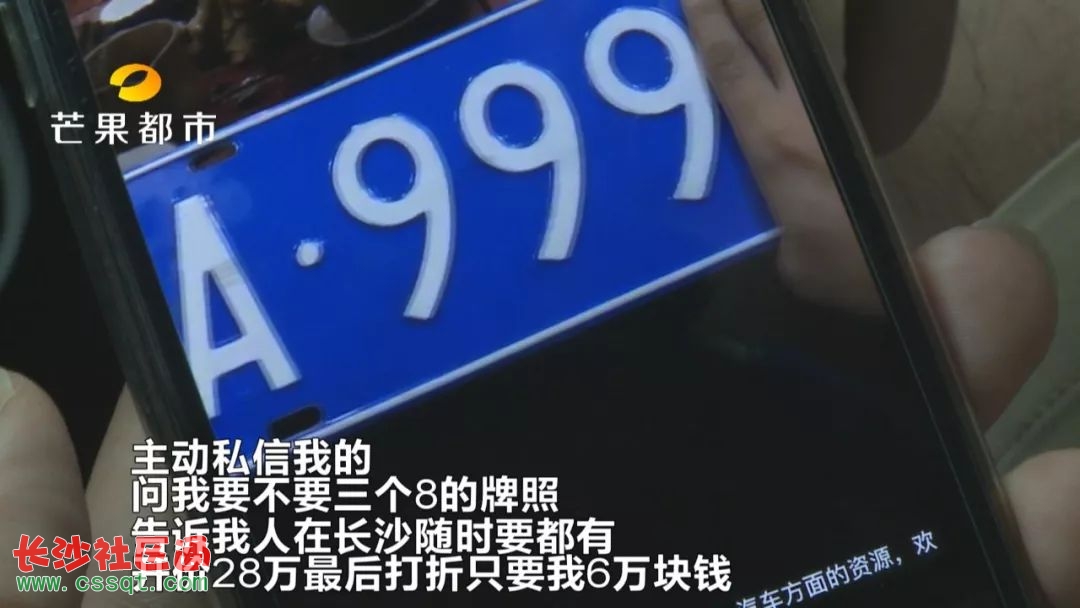 芒果都市
A·999
主动私信我的
问我要不要三个8的牌照
告诉我人在长沙随时要都有
28万最后打折只要我6万块钱
长沙社区通
www.cssqt.com
汽车方面的资源，欢